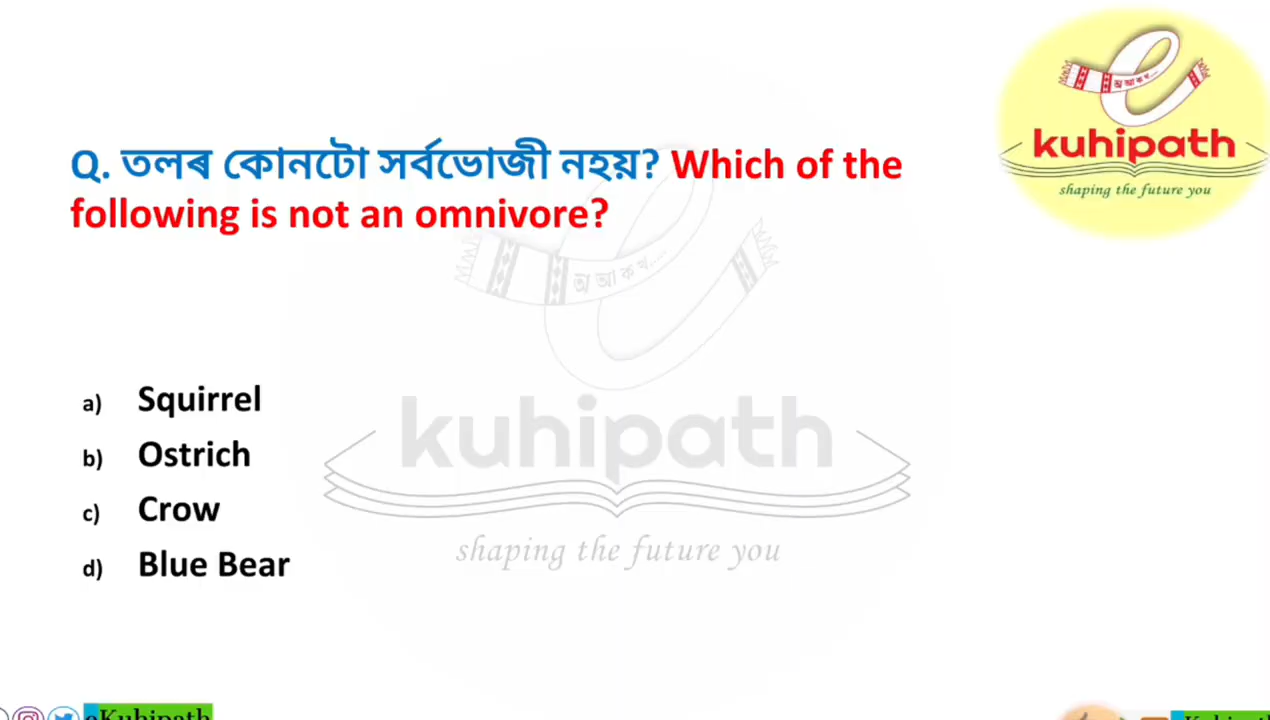 অ আ ক খ....
kuhipath
shaping the future you
Q. তলৰ কোনটো সৰ্বভোজী নহয়? Which of the
following is not an omnivore?
অ আ ক খ.....
a) Squirrel
b) Ostrich
c) Crow
d) Blue Bear
kuhipath
shaping the future you
eKuhipath